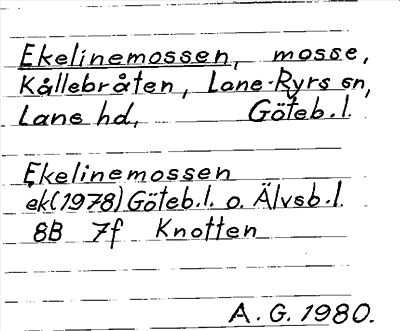 Ekelinemossen, mosse,
Kållebråten, Lane-Ryrs sn,
Lane hd, Göteb.l.
Ekelinemossen
ek(1978) Göteb.l. o. Älvsb.l.
8B 7f Knotten
A.G.1980.